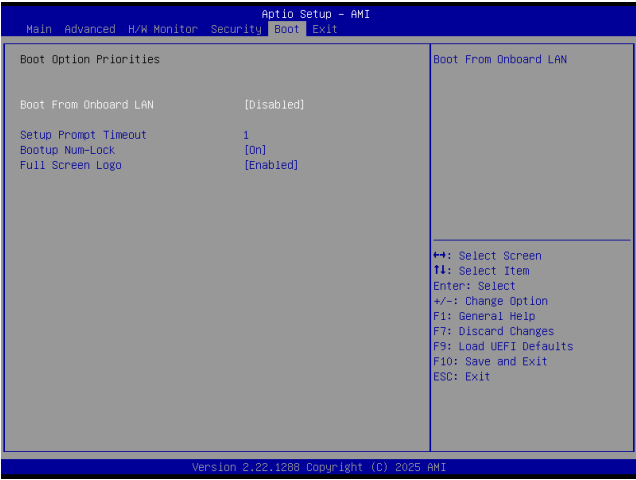 Aptio Setup – AMI
Main Advanced H/W Monitor Security Boot Exit
Boot Option Priorities
Boot From Onboard LAN [Disabled]
Setup Prompt Timeout 1
Bootup Num-Lock [On]
Full Screen Logo [Enabled]
Boot From Onboard LAN
↔: Select Screen
↑↓: Select Item
Enter: Select
+/-: Change Option
F1: General Help
F7: Discard Changes
F9: Load UEFI Defaults
F10: Save and Exit
ESC: Exit
Version 2.22.1288 Copyright (C) 2025 AMI